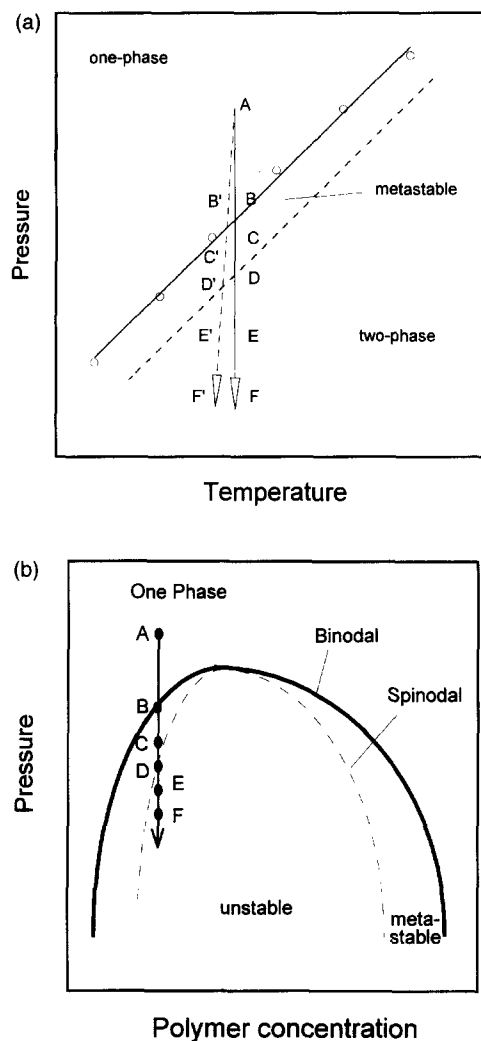 (a)
one-phase
A
B'
B
metastable
C
C'
D'
D
E'
E
two-phase
F'
F
Pressure
Temperature
(b)
One Phase
A
Binodal
B
Spinodal
C
D
E
F
unstable
meta-
stable
Pressure
Polymer concentration